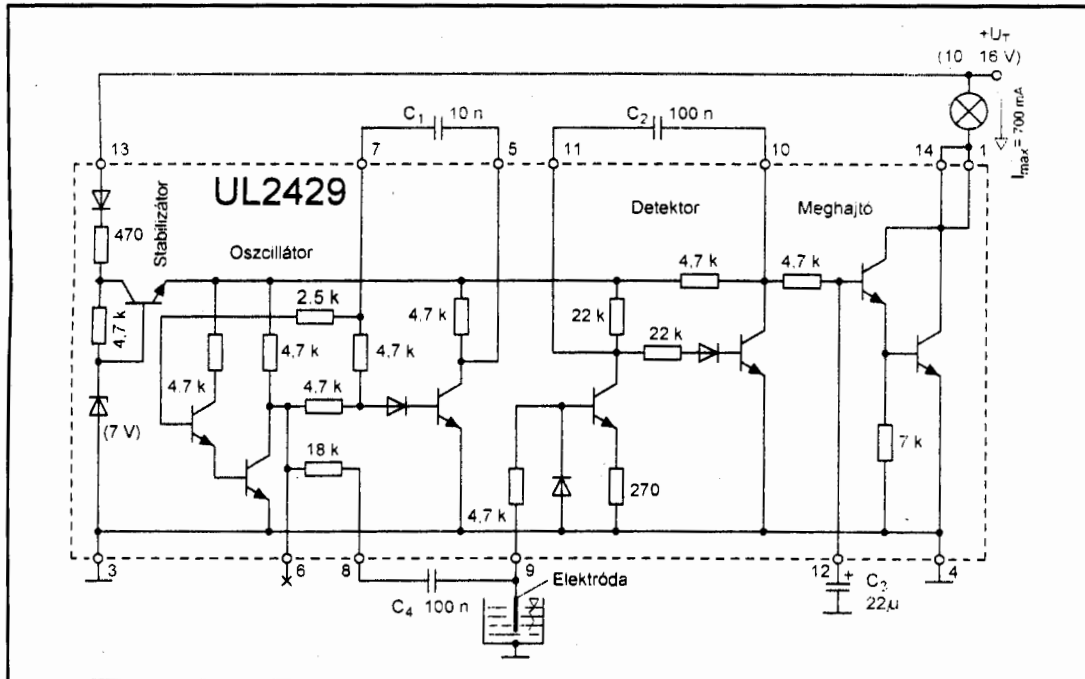 +U_T
(10 16 V)
C₁ 10 n
C₂ 100 n
I_max = 700 mA
13
7
5
11
10
14
1
UL2429
Stabilizátor
Oszcillátor
Detektor
Meghajtó
470
4,7 k
4,7 k
2.5 k
4,7 k
4,7 k
22 k
22 k
4,7 k
4,7 k
4.7 k
4.7 k
(7 V)
18 k
4,7 k
270
7 k
3
6
8
9
12
4
C₄ 100 n
Elektróda
+
C₃
22µ